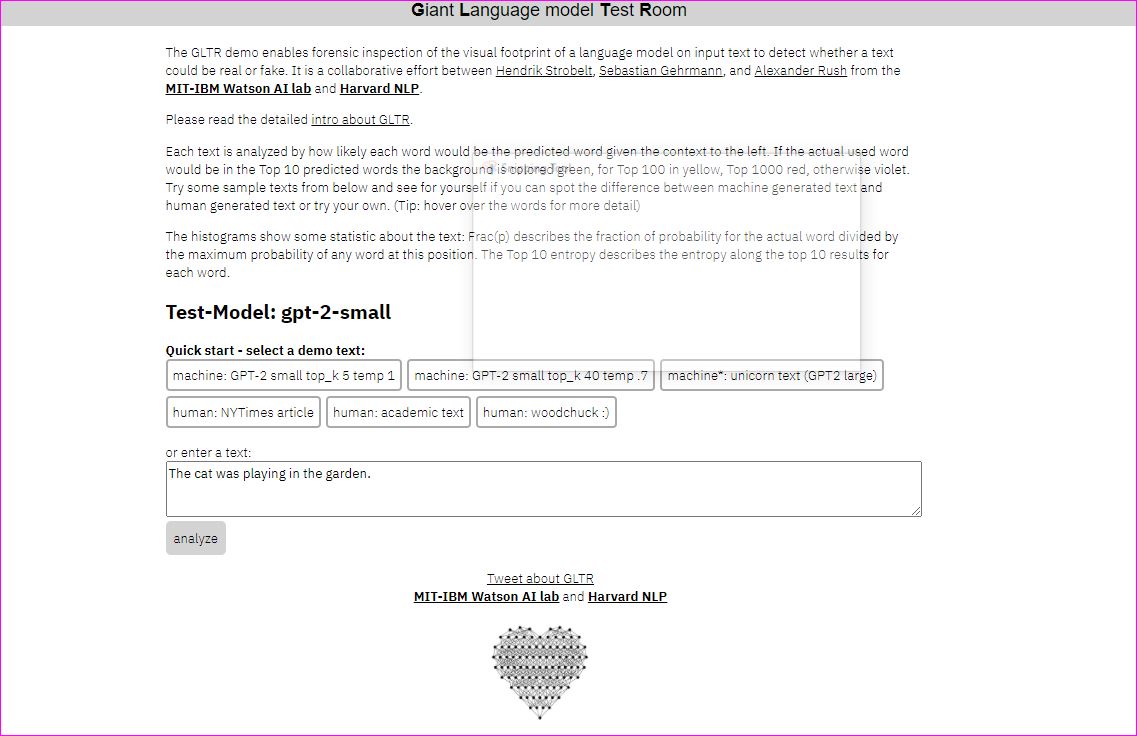 Giant Language model Test Room
The GLTR demo enables forensic inspection of the visual footprint of a language model on input text to detect whether a text
could be real or fake. It is a collaborative effort between Hendrik Strobelt, Sebastian Gehrmann, and Alexander Rush from the
MIT-IBM Watson AI lab and Harvard NLP.
Please read the detailed intro about GLTR.
Each text is analyzed by how likely each word would be the predicted word given the context to the left. If the actual used word
would be in the Top 10 predicted words the background is colored green, for Top 100 in yellow, Top 1000 red, otherwise violet.
Try some sample texts from below and see for yourself if you can spot the difference between machine generated text and
human generated text or try your own. (Tip: hover over the words for more detail)
The histograms show some statistic about the text: Frac(p) describes the fraction of probability for the actual word divided by
the maximum probability of any word at this position. The Top 10 entropy describes the entropy along the top 10 results for
each word.
Test-Model: gpt-2-small
Quick start - select a demo text:
machine: GPT-2 small top_k 5 temp 1 machine: GPT-2 small top_k 40 temp .7 machine*: unicorn text (GPT2 large)
human: NYTimes article human: academic text human: woodchuck :)
or enter a text:
The cat was playing in the garden.
analyze
Tweet about GLTR
MIT-IBM Watson AI lab and Harvard NLP